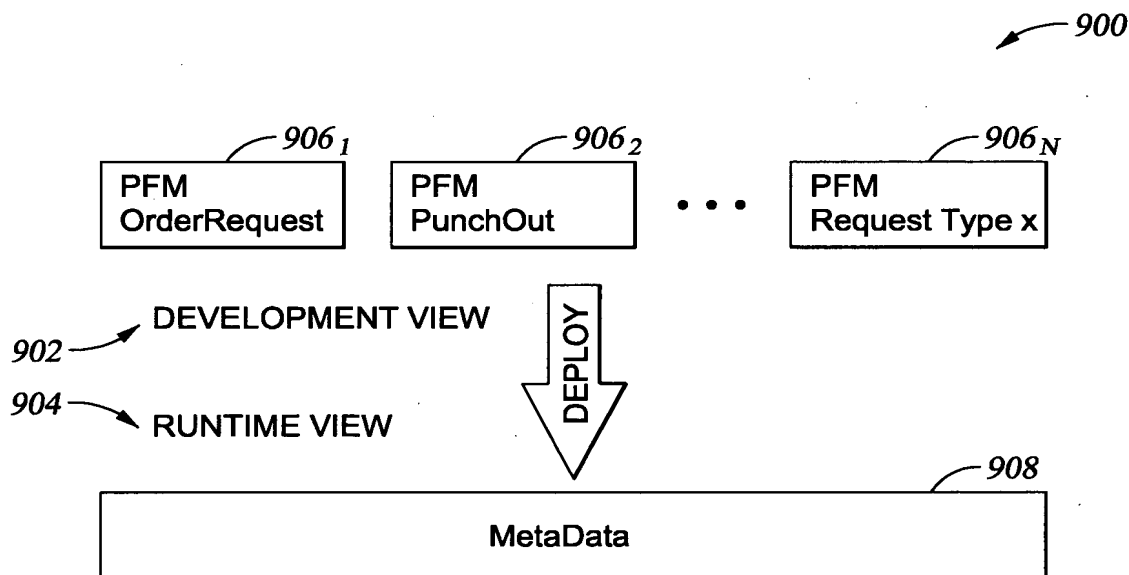 900
906₁
906₂
906N
PFM
OrderRequest
PFM
PunchOut
• • •
PFM
Request Type x
DEVELOPMENT VIEW
902
904
RUNTIME VIEW
DEPLOY
908
MetaData